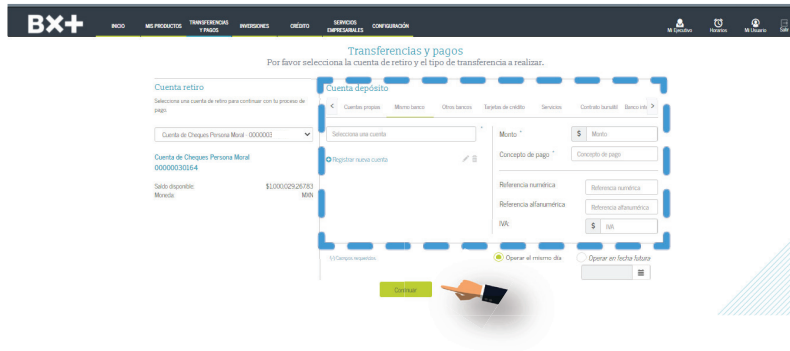 BX+
INICIO
MIS PRODUCTOS
TRANSFERENCIAS
Y PAGOS
INVERSIONES
CRÉDITO
SERVICIOS
EMPRESARIALES
CONFIGURACIÓN
Mi Ejecutivo
Horarios
Mi Usuario
Salir
Transferencias y pagos
Por favor selecciona la cuenta de retiro y el tipo de transferencia a realizar.
Cuenta retiro
Selecciona una cuenta de retiro para continuar con tu proceso de
pago.
Cuenta de Cheques Persona Moral - 0000003
Cuenta de Cheques Persona Moral
00000030164
Saldo disponible
$1,000,029,267.83
Moneda
MXN
Cuenta depósito
Cuentas propias
Mismo banco
Otros bancos
Tarjetas de crédito
Servicios
Contrato bursátil
Banco inte
Selecciona una cuenta
*
Registrar nueva cuenta
Monto *
$ Monto
Concepto de pago *
Concepto de pago
Referencia numérica
Referencia numérica
Referencia alfanumérica
Referencia alfanumérica
IVA:
$ IVA
(*) Campos requeridos
Operar el mismo día
Operar en fecha futura
Continuar